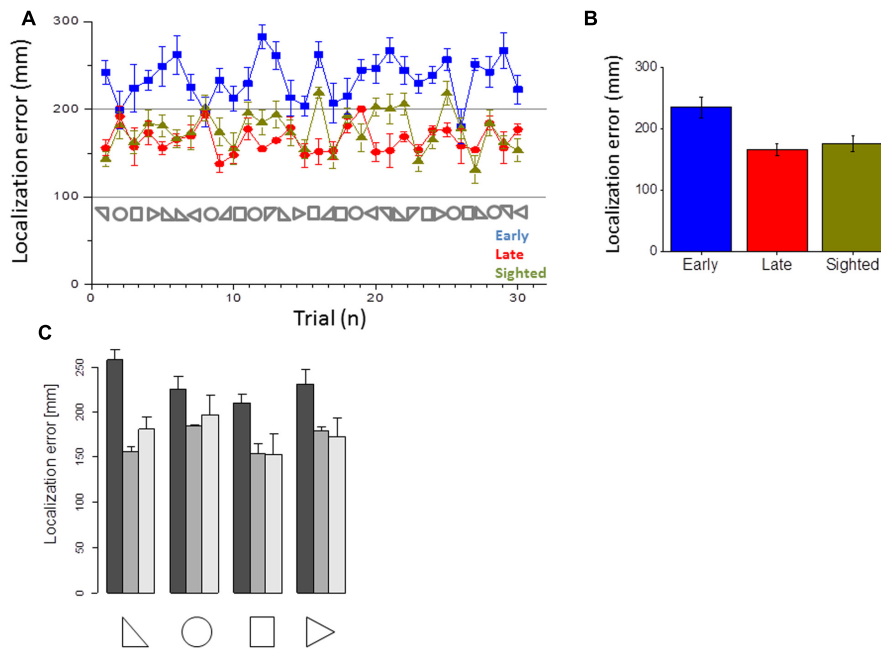 A
Localization error (mm)
300
200
100
0
Early
Late
Sighted
0 10 20 30
Trial (n)
B
Localization error (mm)
300
200
100
0
Early Late Sighted
C
Localization error [mm]
250
200
150
100
50
0